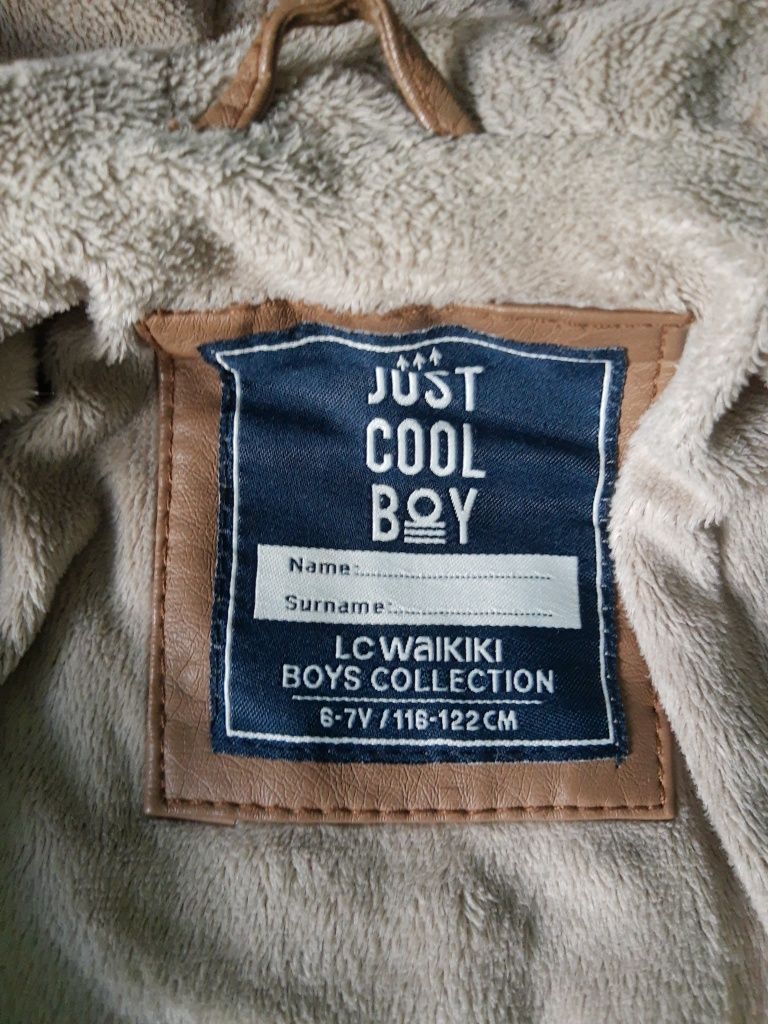 JUST
COOL
BOY
Name:
Surname:
LC WAIKIKI
BOYS COLLECTION
6-7Y / 116-122 CM